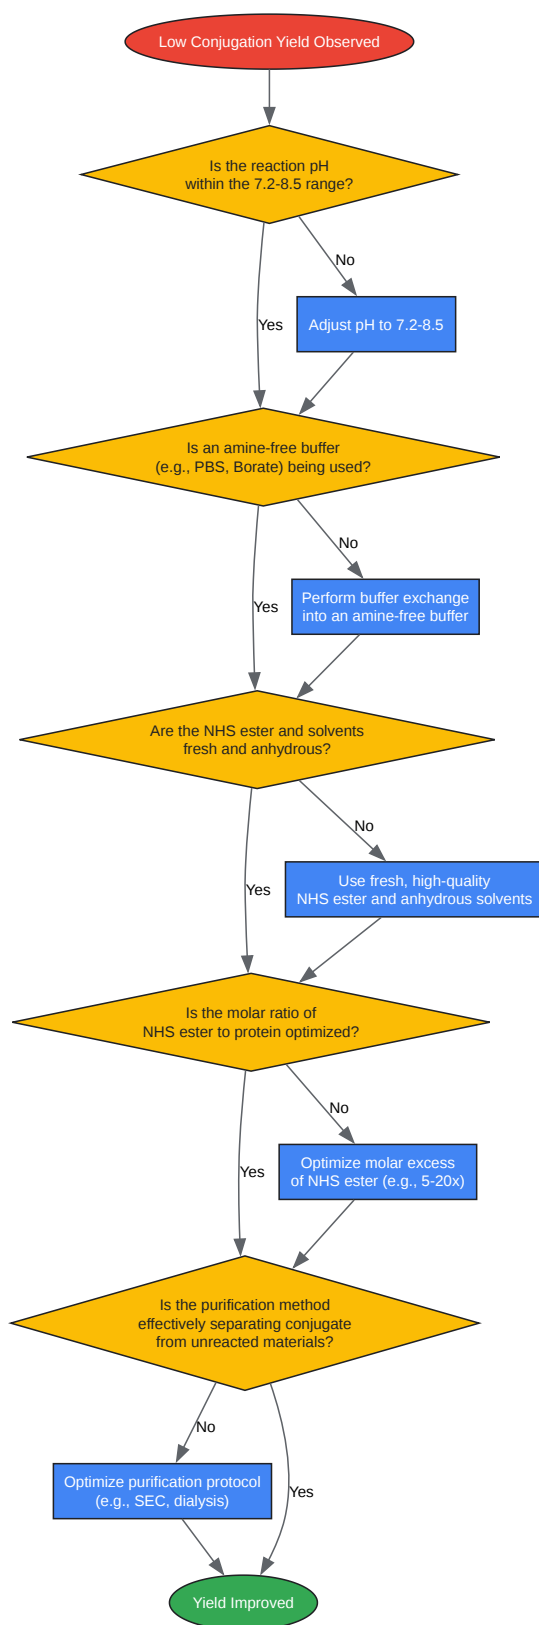 Low Conjugation Yield Observed
Is the reaction pH
within the 7.2-8.5 range?
No
Yes
Adjust pH to 7.2-8.5
Is an amine-free buffer
(e.g., PBS, Borate) being used?
No
Yes
Perform buffer exchange
into an amine-free buffer
Are the NHS ester and solvents
fresh and anhydrous?
No
Yes
Use fresh, high-quality
NHS ester and anhydrous solvents
Is the molar ratio of
NHS ester to protein optimized?
No
Yes
Optimize molar excess
of NHS ester (e.g., 5-20x)
Is the purification method
effectively separating conjugate
from unreacted materials?
No
Yes
Optimize purification protocol
(e.g., SEC, dialysis)
Yield Improved